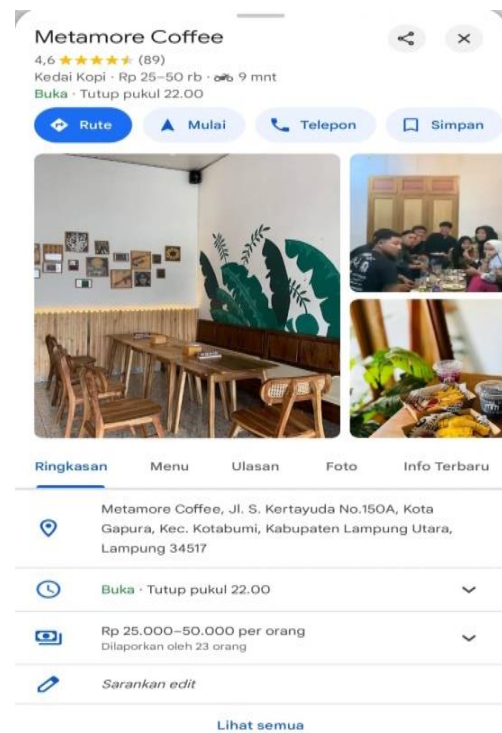 Metamore Coffee
4,6 (89)
Kedai Kopi · Rp 25–50 rb · 9 mnt
Buka · Tutup pukul 22.00
Rute
Mulai
Telepon
Simpan
Ringkasan
Menu
Ulasan
Foto
Info Terbaru
Metamore Coffee, Jl. S. Kertayuda No.150A, Kota
Gapura, Kec. Kotabumi, Kabupaten Lampung Utara,
Lampung 34517
Buka · Tutup pukul 22.00
Rp 25.000–50.000 per orang
Dilaporkan oleh 23 orang
Sarankan edit
Lihat semua